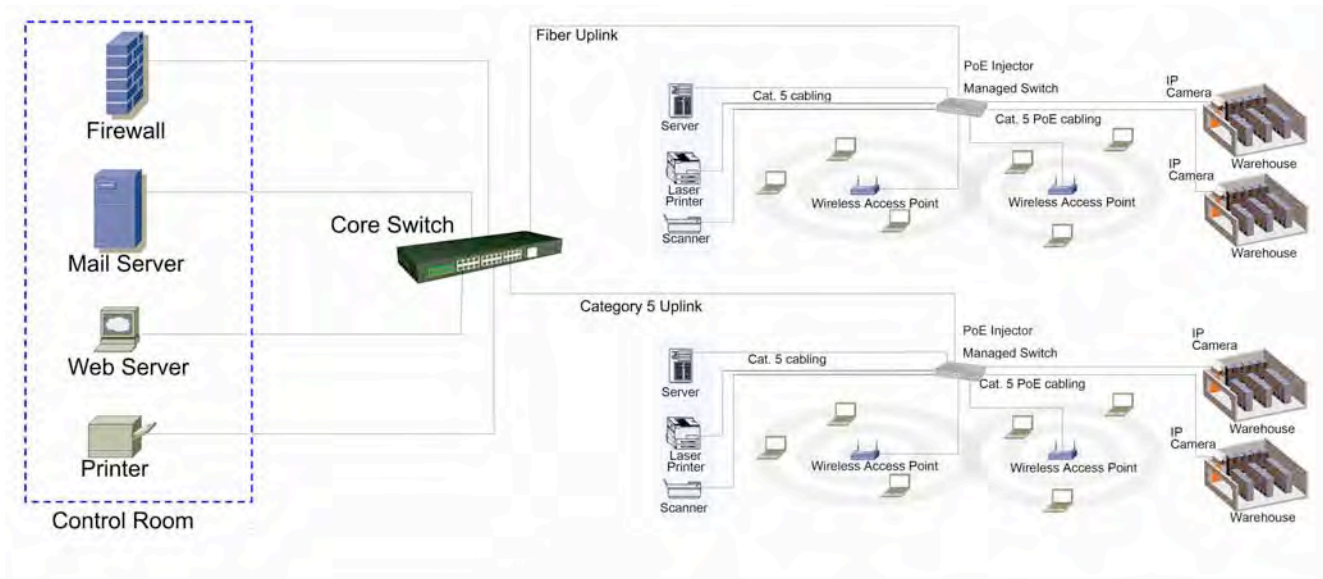 Firewall
Mail Server
Web Server
Printer
Control Room
Core Switch
Fiber Uplink
PoE Injector
Managed Switch
Cat. 5 cabling
Cat. 5 PoE cabling
Server
Laser
Printer
Scanner
Wireless Access Point
Wireless Access Point
IP
Camera
Warehouse
IP
Camera
Warehouse
Category 5 Uplink
PoE Injector
Managed Switch
Cat. 5 cabling
Cat. 5 PoE cabling
Server
Laser
Printer
Scanner
Wireless Access Point
Wireless Access Point
IP
Camera
Warehouse
IP
Camera
Warehouse